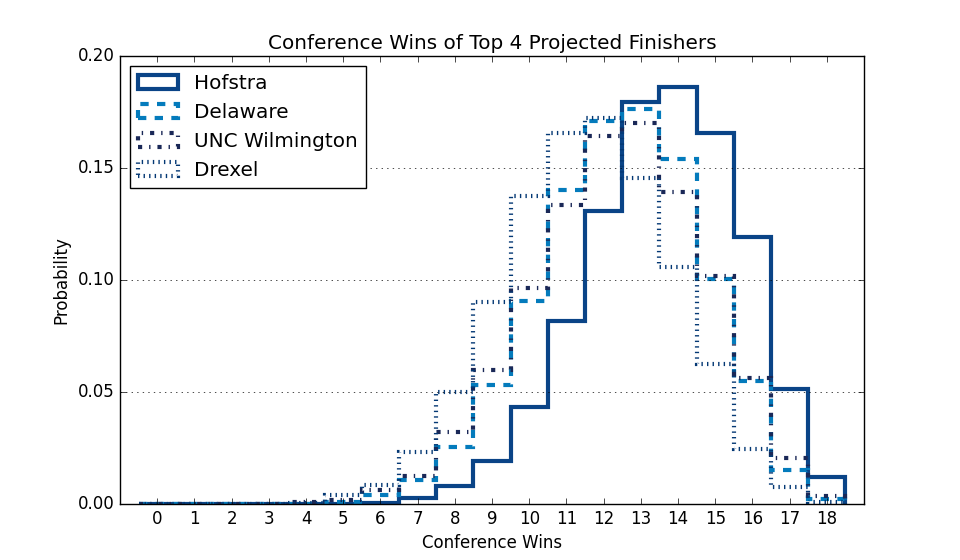 Conference Wins of Top 4 Projected Finishers
0.20
0.15
0.10
0.05
0.00
Probability
Hofstra
Delaware
UNC Wilmington
Drexel
0 1 2 3 4 5 6 7 8 9 10 11 12 13 14 15 16 17 18
Conference Wins